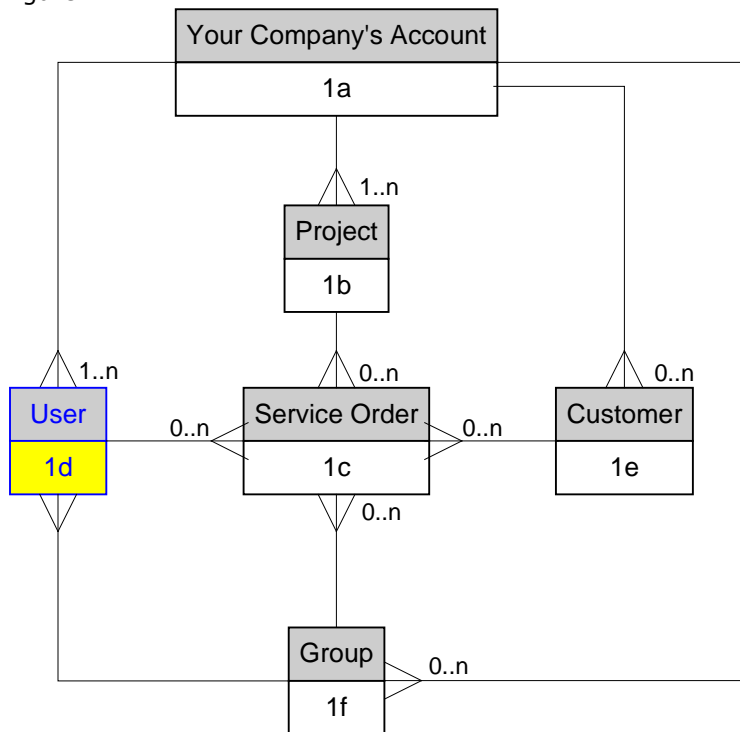 Your Company's Account
1a
1..n
Project
1b
1..n
0..n
0..n
User
Service Order
Customer
0..n
0..n
1d
1c
1e
0..n
Group
0..n
1f